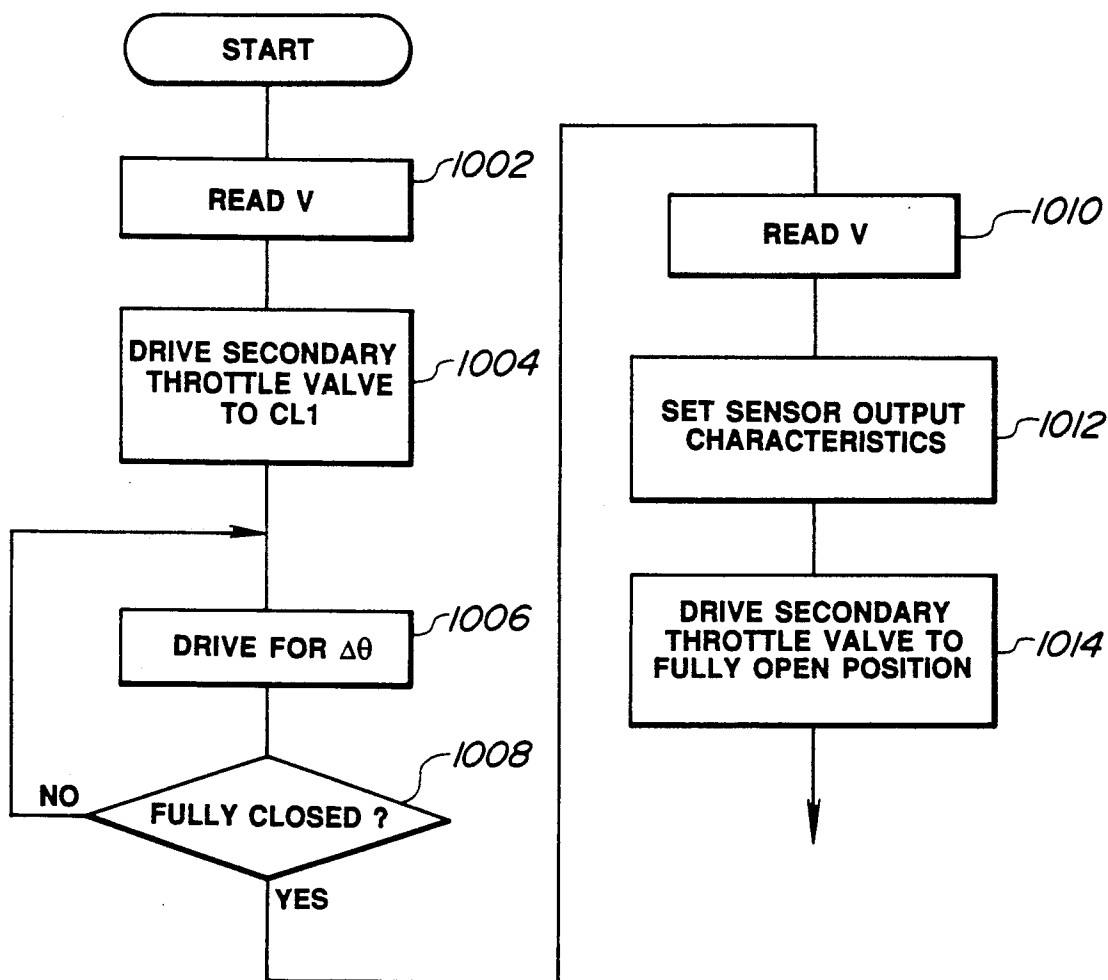 START
READ V
1002
DRIVE SECONDARY
THROTTLE VALVE
TO CL1
1004
DRIVE FOR Δθ
1006
FULLY CLOSED ?
1008
NO
YES
READ V
1010
SET SENSOR OUTPUT
CHARACTERISTICS
1012
DRIVE SECONDARY
THROTTLE VALVE TO
FULLY OPEN POSITION
1014